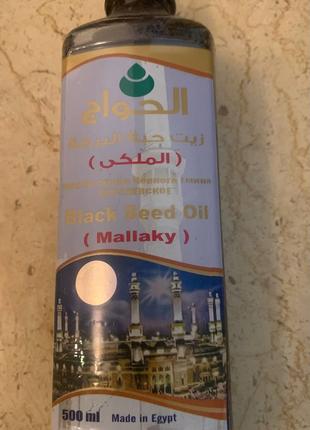 الحواج
زيت حبة البركة
( الملكى )
Black Seed Oil
( Mallaky )
500 ml Made in Egypt